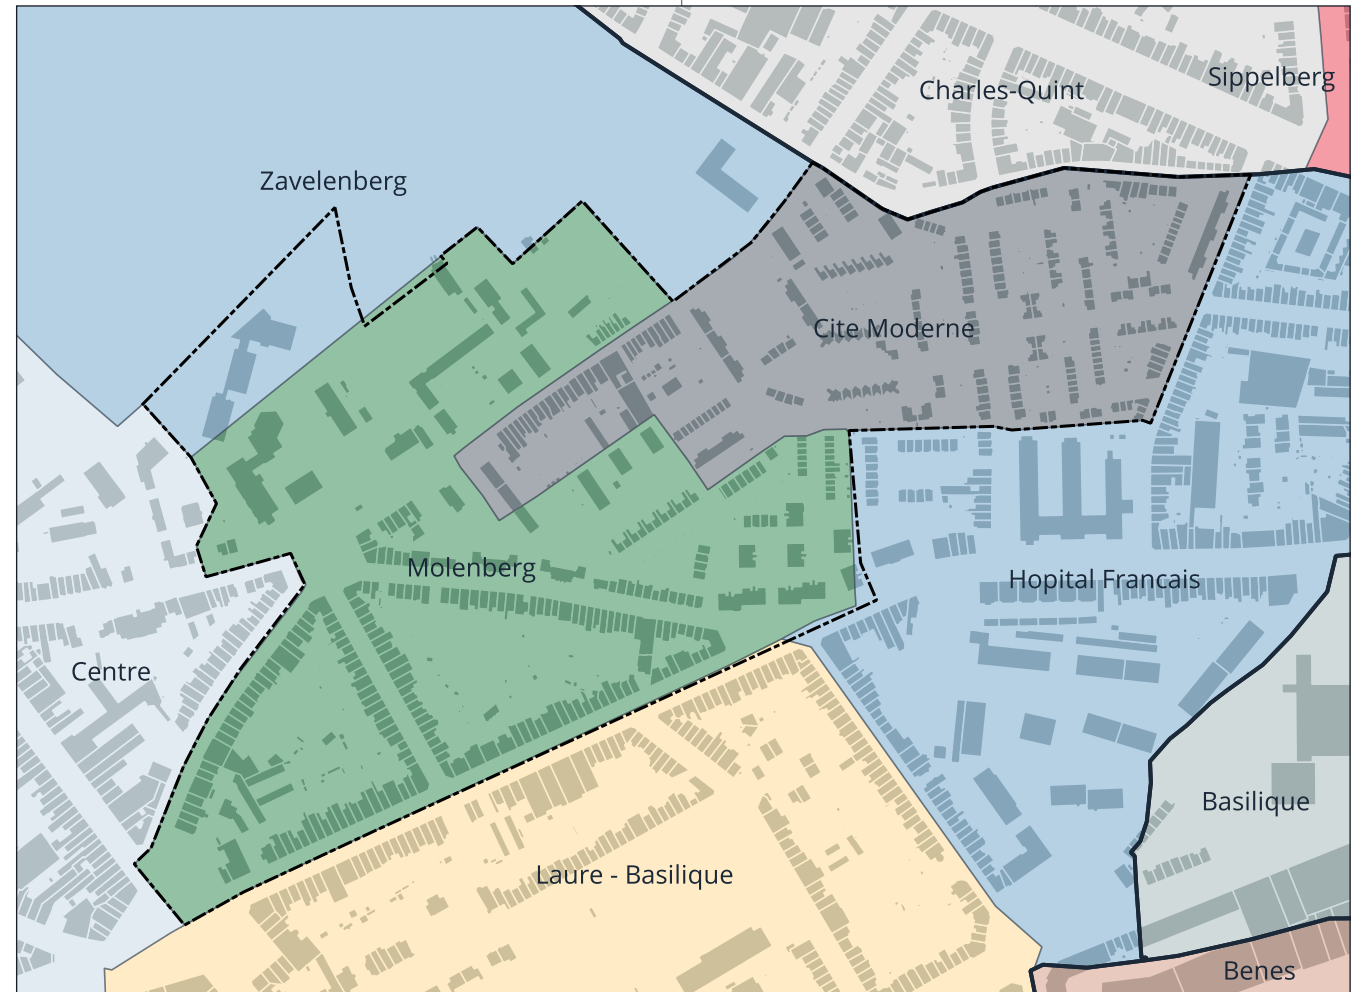 Sippelberg
Charles-Quint
Zavelenberg
Cite Moderne
Molenberg
Hopital Francais
Centre
Basilique
Laure - Basilique
Benes